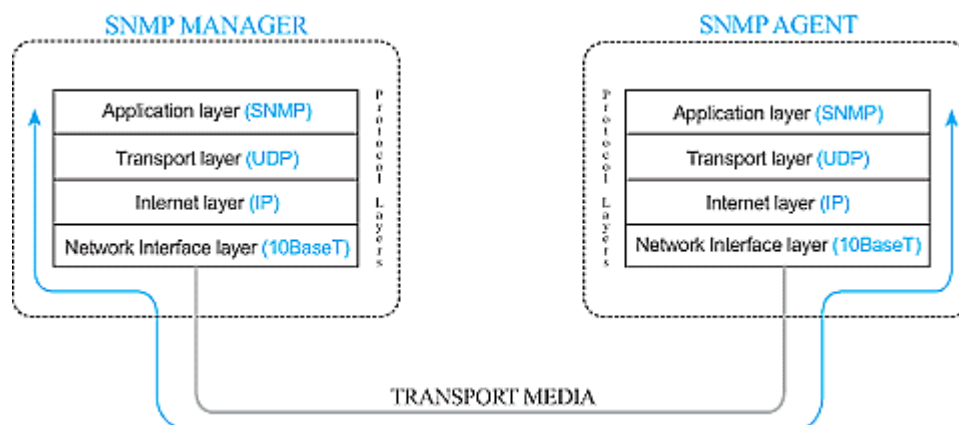 SNMP MANAGER
Application layer (SNMP)
Transport layer (UDP)
Internet layer (IP)
Network Interface layer (10BaseT)
Protocol Layers
SNMP AGENT
Protocol Layers
Application layer (SNMP)
Transport layer (UDP)
Internet layer (IP)
Network Interface layer (10BaseT)
TRANSPORT MEDIA